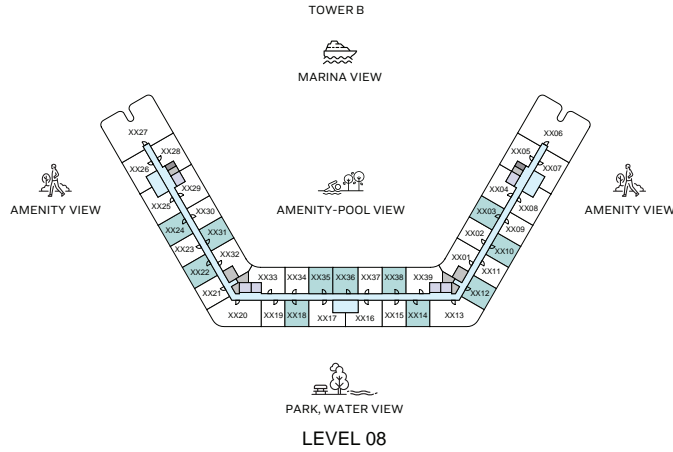 TOWER B
MARINA VIEW
XX27
XX06
XX28
XX05
XX26
XX07
AMENITY VIEW
XX29
AMENITY-POOL VIEW
XX04
AMENITY VIEW
XX25
XX30
XX03
XX08
XX24
XX31
XX02
XX09
XX23
XX32
XX01
XX10
XX22
XX33
XX34
XX35
XX36
XX37
XX38
XX39
XX11
XX21
XX12
XX20
XX19
XX18
XX17
XX16
XX15
XX14
XX13
PARK, WATER VIEW
LEVEL 08